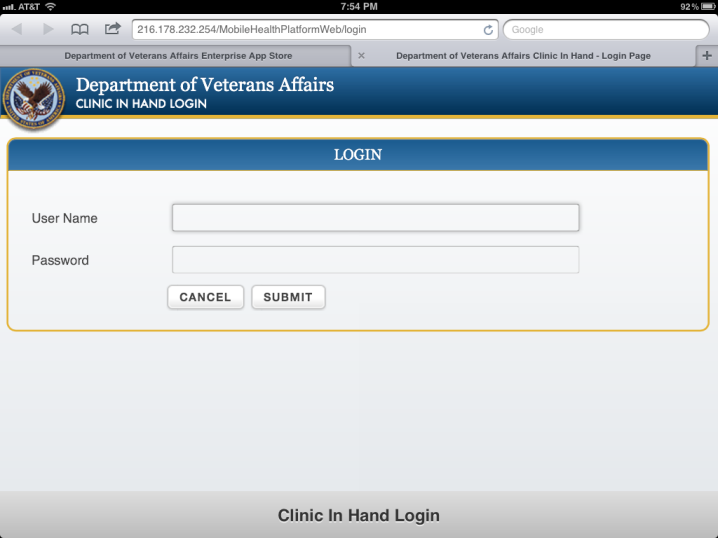 AT&T 7:54 PM 92%
216.178.232.254/MobileHealthPlatformWeb/login Google
Department of Veterans Affairs Enterprise App Store × Department of Veterans Affairs Clinic In Hand - Login Page +
Department of Veterans Affairs
CLINIC IN HAND LOGIN
LOGIN
User Name
Password
CANCEL SUBMIT
Clinic In Hand Login